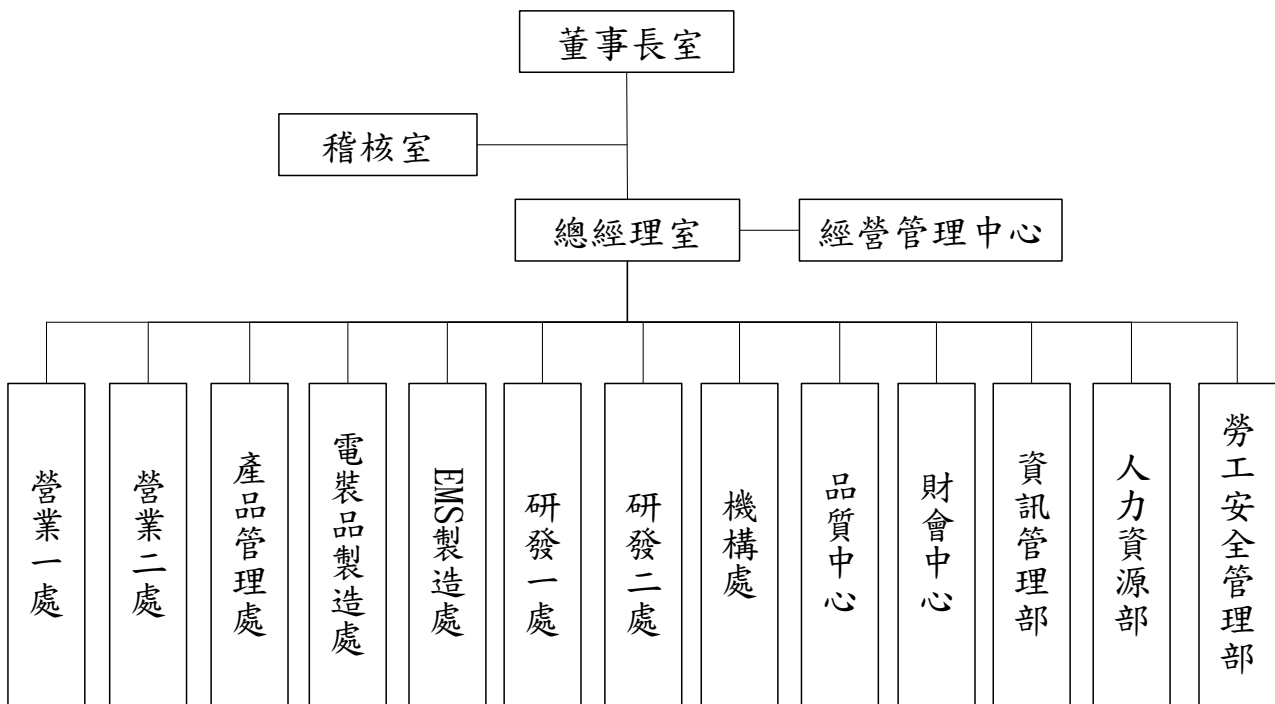 董事長室
稽核室
總經理室
經營管理中心
營業一處
營業二處
產品管理處
電裝品製造處
EMS製造處
研發一處
研發二處
機構處
品質中心
財會中心
資訊管理部
人力資源部
勞工安全管理部